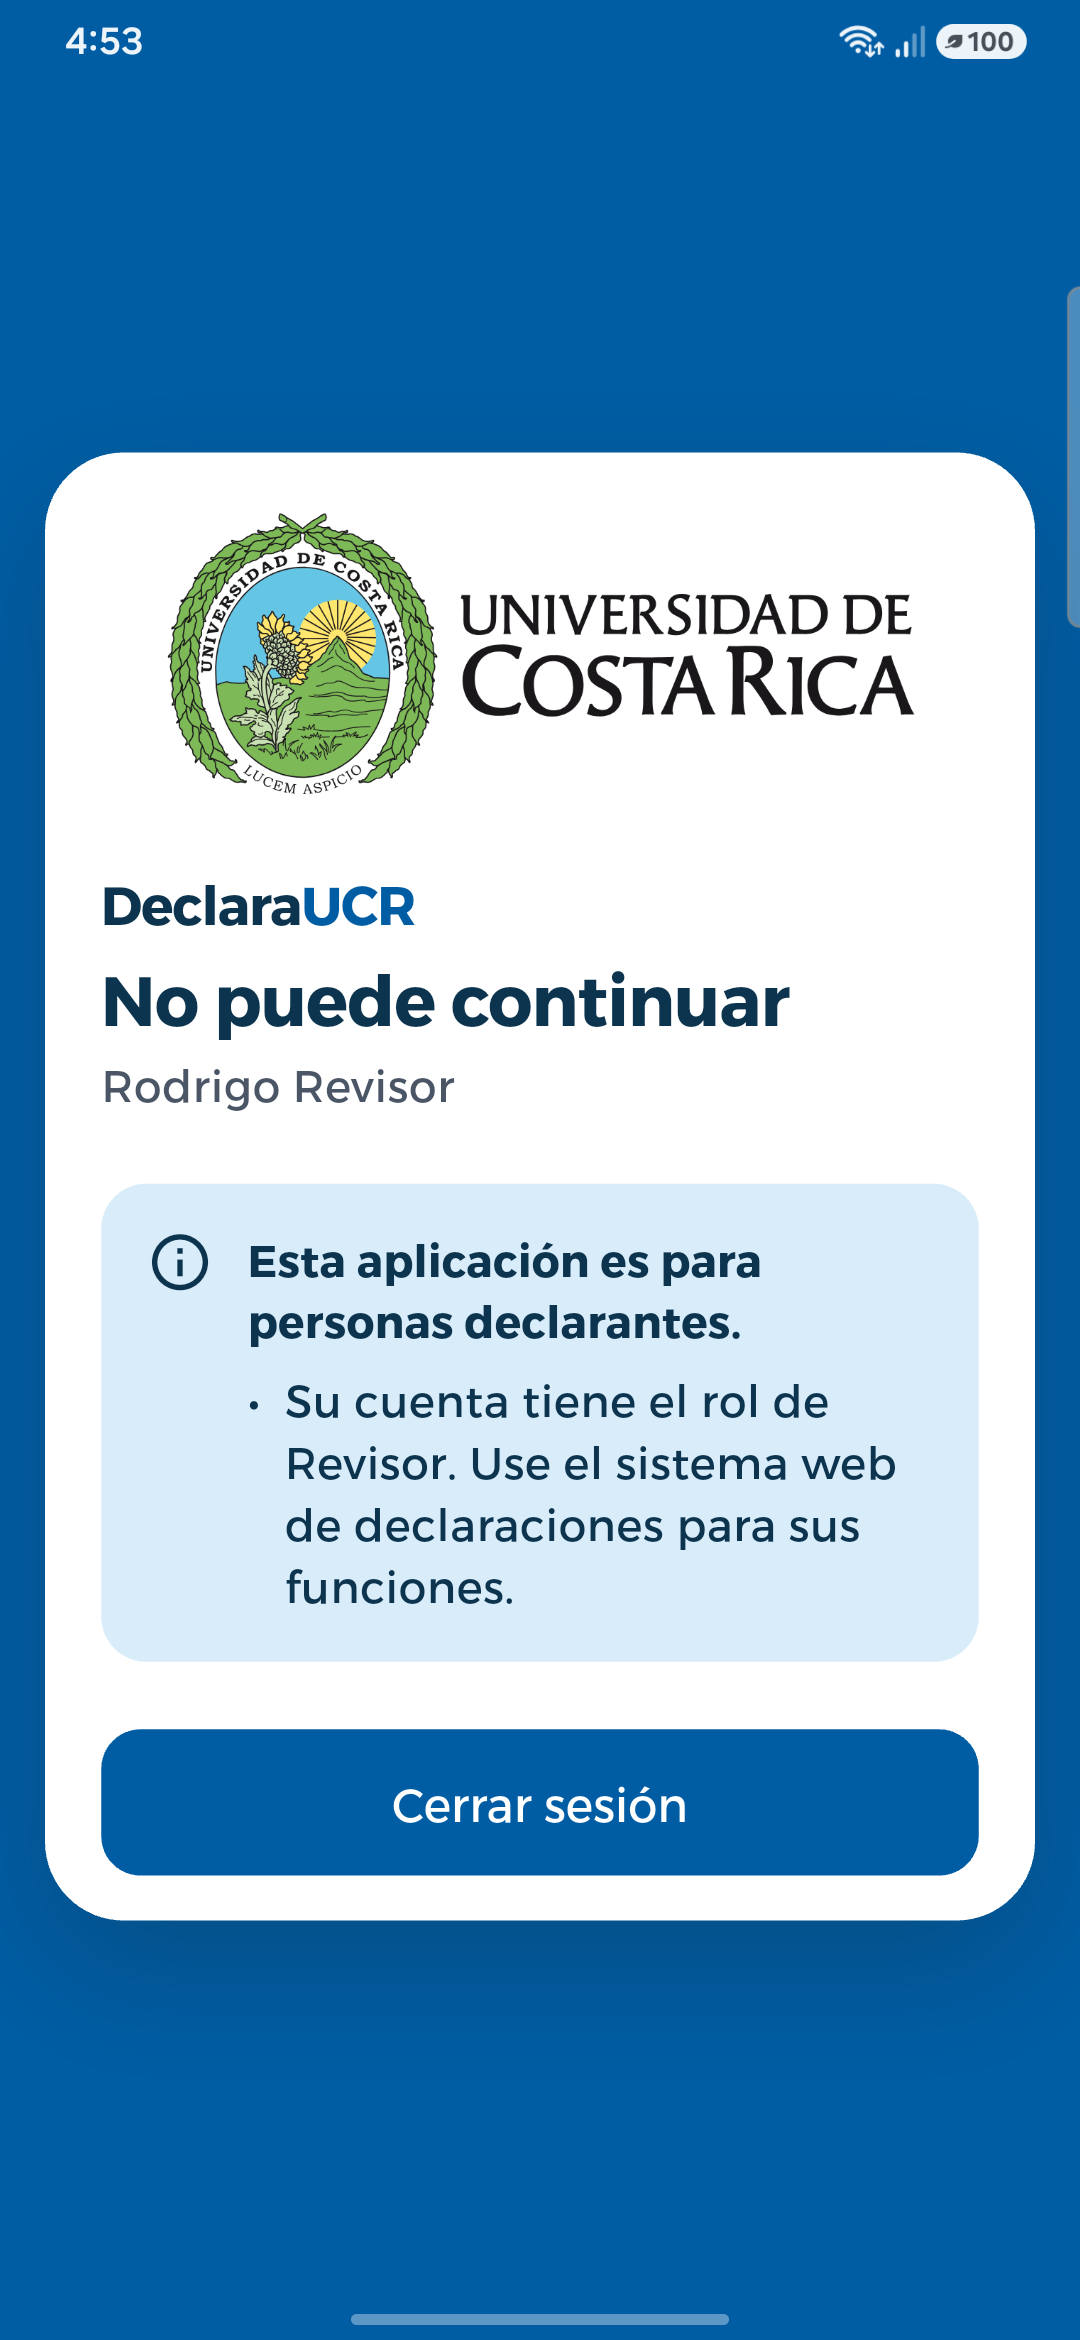 4:53
100
UNIVERSIDAD DE COSTA RICA
LUCEM ASPICIO
UNIVERSIDAD DE
COSTA RICA
DeclaraUCR
No puede continuar
Rodrigo Revisor
Esta aplicación es para
personas declarantes.
• Su cuenta tiene el rol de
Revisor. Use el sistema web
de declaraciones para sus
funciones.
Cerrar sesión